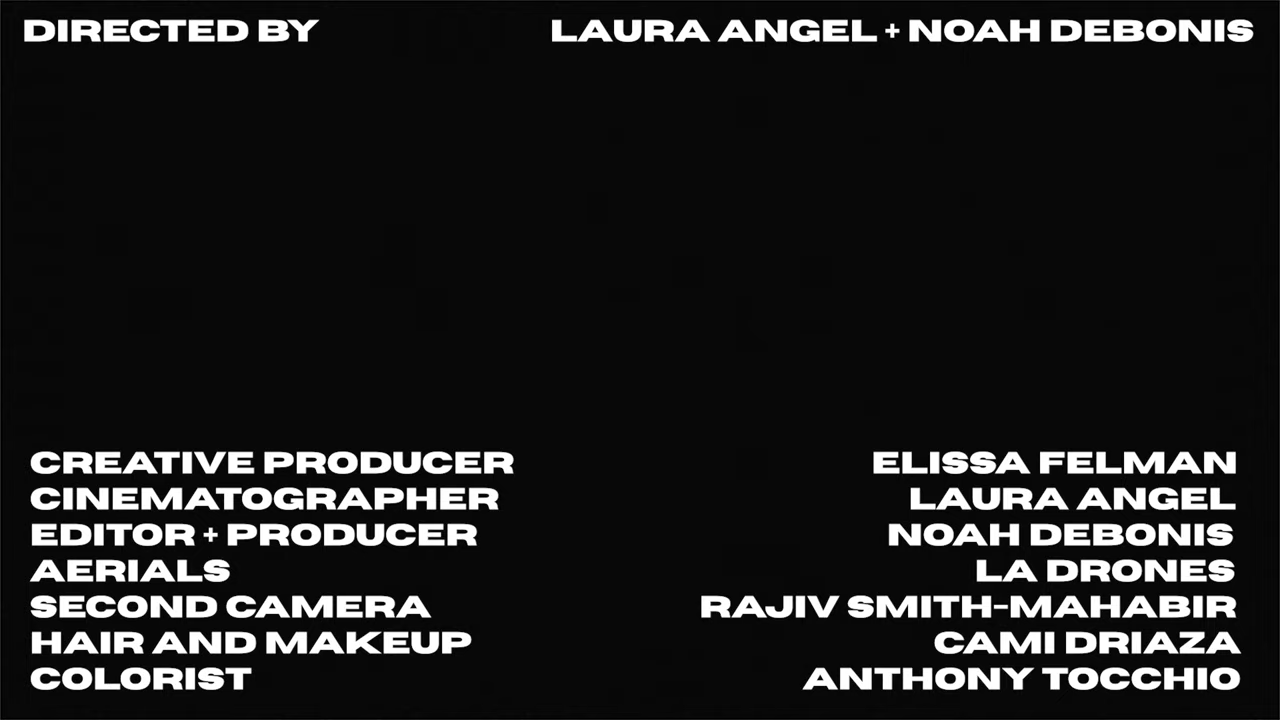 DIRECTED BY LAURA ANGEL + NOAH DEBONIS
CREATIVE PRODUCER ELISSA FELMAN
CINEMATOGRAPHER LAURA ANGEL
EDITOR + PRODUCER NOAH DEBONIS
AERIALS LA DRONES
SECOND CAMERA RAJIV SMITH-MAHABIR
HAIR AND MAKEUP CAMI DRIAZA
COLORIST ANTHONY TOCCHIO